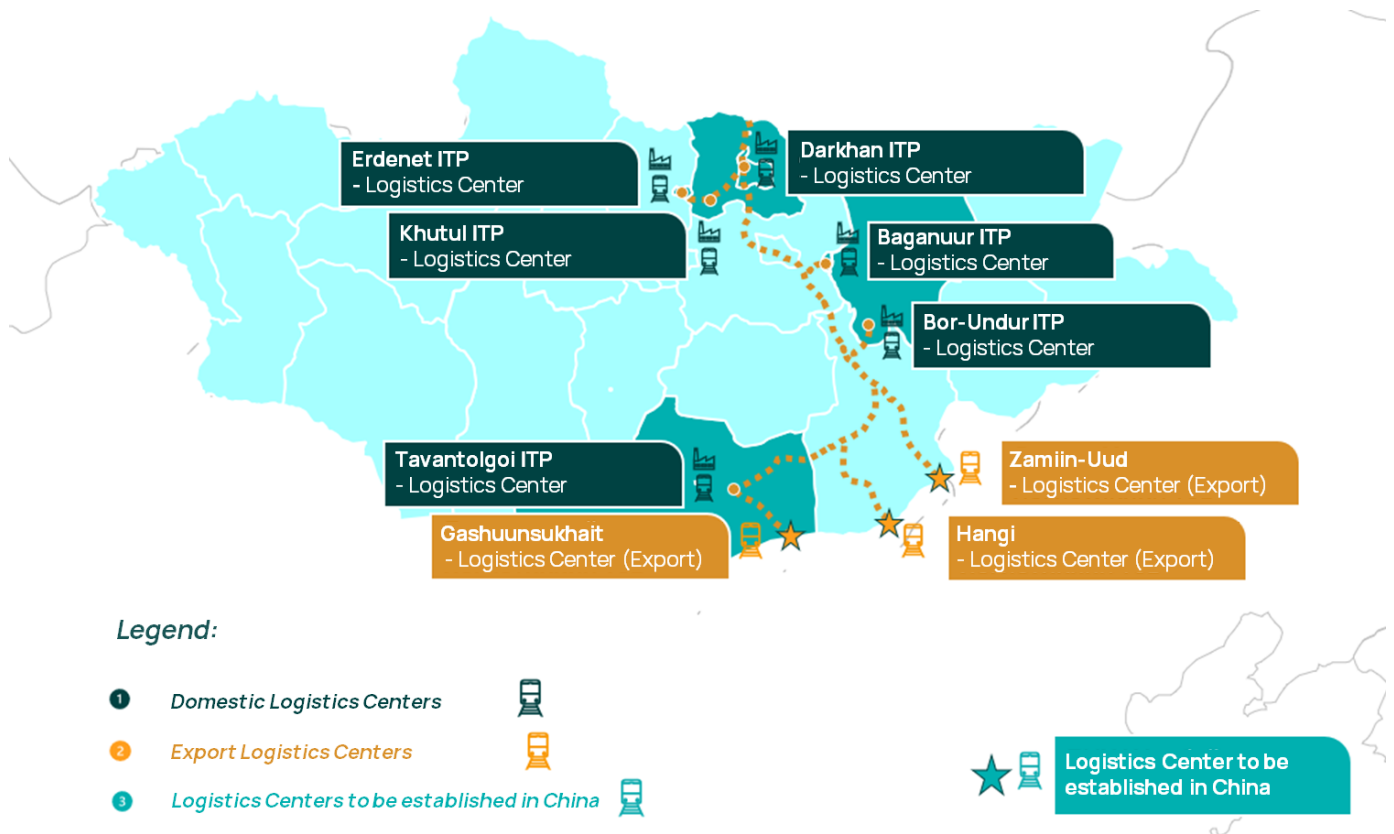 Erdenet ITP
- Logistics Center
Darkhan ITP
- Logistics Center
Khutul ITP
- Logistics Center
Baganuur ITP
- Logistics Center
Bor-Undur ITP
- Logistics Center
Tavantolgoi ITP
- Logistics Center
Zamiin-Uud
- Logistics Center (Export)
Gashuunsukhait
- Logistics Center (Export)
Hangi
- Logistics Center (Export)
Legend:
1 Domestic Logistics Centers
2 Export Logistics Centers
3 Logistics Centers to be established in China
Logistics Center to be
established in China